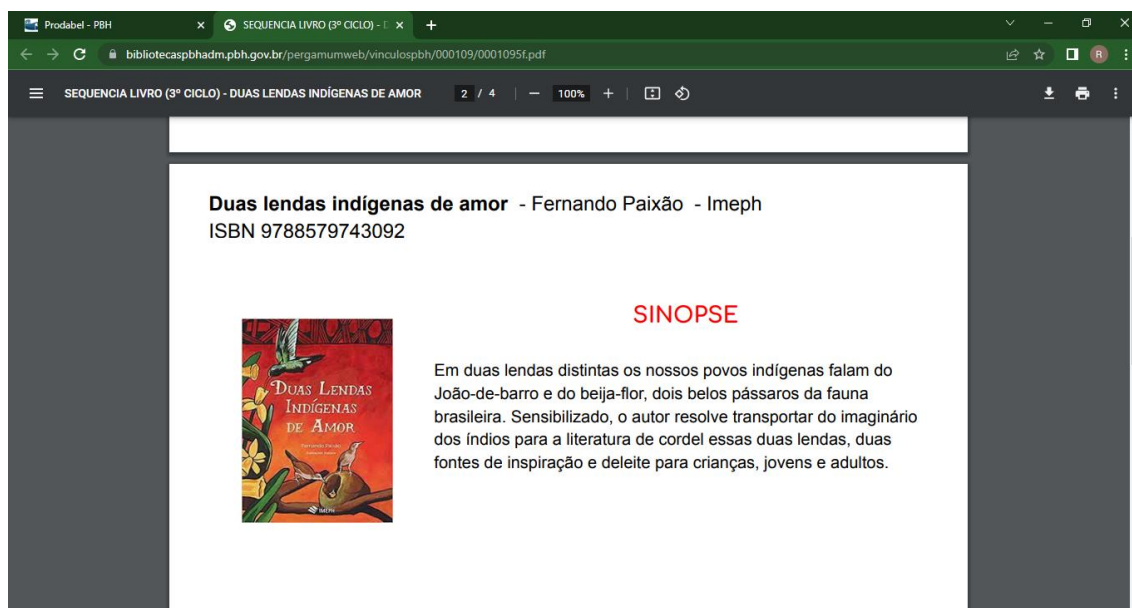 Prodabel - PBH
SEQUENCIA LIVRO (3º CICLO) - D
bibliotecaspbhadm.pbh.gov.br/pergamumweb/vinculospbh/000109/0001095f.pdf
R
SEQUENCIA LIVRO (3º CICLO) - DUAS LENDAS INDÍGENAS DE AMOR
2 / 4
100%
Duas lendas indígenas de amor - Fernando Paixão - Imeph
ISBN 9788579743092
SINOPSE
DUAS LENDAS
INDÍGENAS
DE AMOR
Fernando Paixão
IMEPH
Em duas lendas distintas os nossos povos indígenas falam do
João-de-barro e do beija-flor, dois belos pássaros da fauna
brasileira. Sensibilizado, o autor resolve transportar do imaginário
dos índios para a literatura de cordel essas duas lendas, duas
fontes de inspiração e deleite para crianças, jovens e adultos.